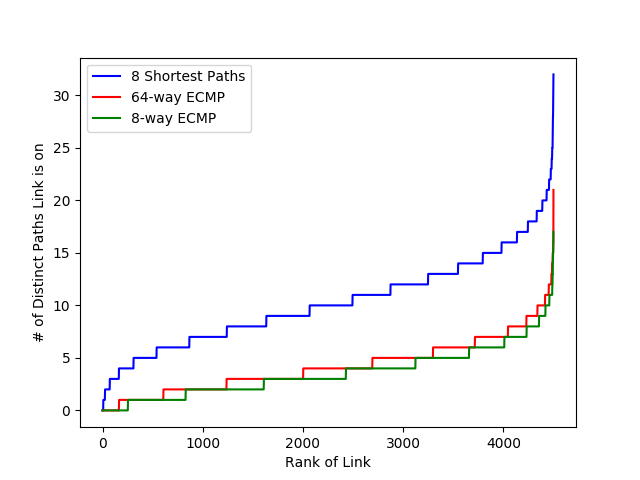 8 Shortest Paths
64-way ECMP
8-way ECMP
# of Distinct Paths Link is on
30
25
20
15
10
5
0
0 1000 2000 3000 4000
Rank of Link